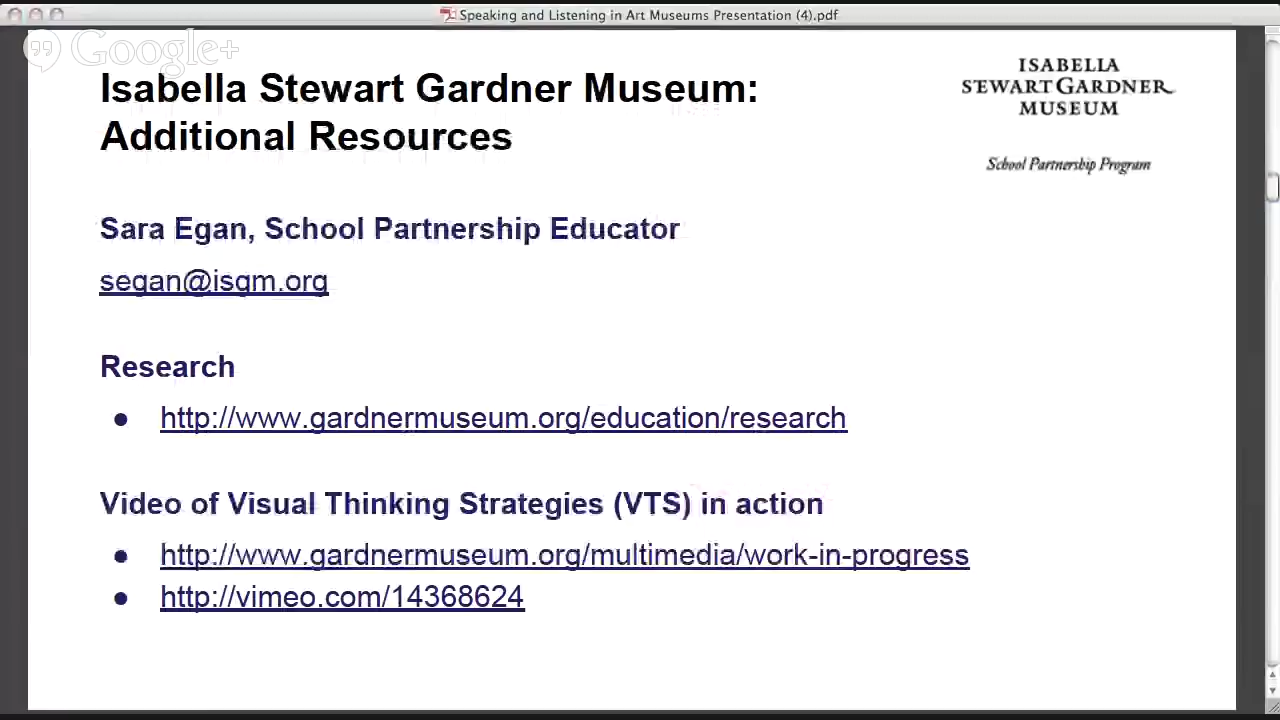 Speaking and Listening in Art Museums Presentation (4).pdf
Google+
Isabella Stewart Gardner Museum:
Additional Resources
ISABELLA
STEWART GARDNER
MUSEUM
School Partnership Program
Sara Egan, School Partnership Educator
segan@isgm.org
Research
● http://www.gardnermuseum.org/education/research
Video of Visual Thinking Strategies (VTS) in action
● http://www.gardnermuseum.org/multimedia/work-in-progress
● http://vimeo.com/14368624